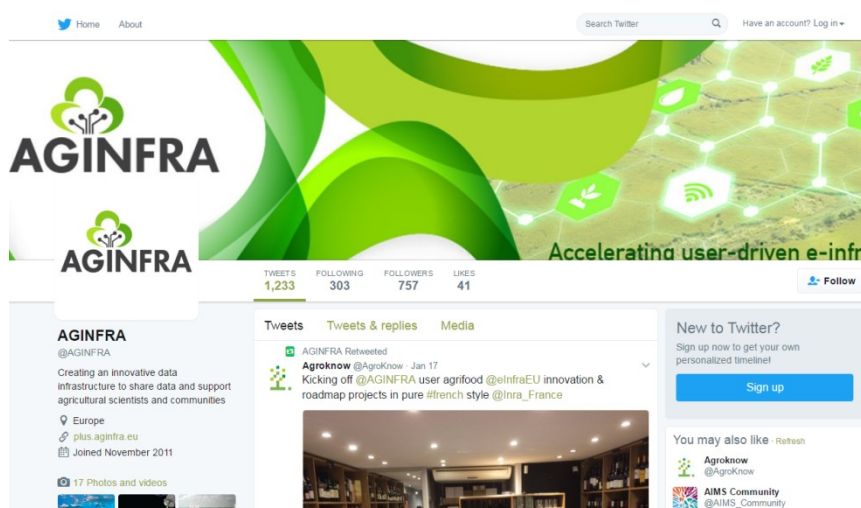 Home About Search Twitter Have an account? Log in
AGINFRA
AGINFRA
Accelerating user-driven e-infr
TWEETS FOLLOWING FOLLOWERS LIKES
1,233 303 757 41
Follow
AGINFRA
@AGINFRA
Creating an innovative data
infrastructure to share data and support
agricultural scientists and communities
Europe
plus.aginfra.eu
Joined November 2011
17 Photos and videos
Tweets Tweets & replies Media
AGINFRA Retweeted
Agroknow @AgroKnow · Jan 17
Kicking off @AGINFRA user agrifood @eInfraEU innovation &
roadmap projects in pure #french style @Inra_France
New to Twitter?
Sign up now to get your own
personalized timeline!
Sign up
You may also like · Refresh
Agroknow
@AgroKnow
AIMS Community
@AIMS_Community